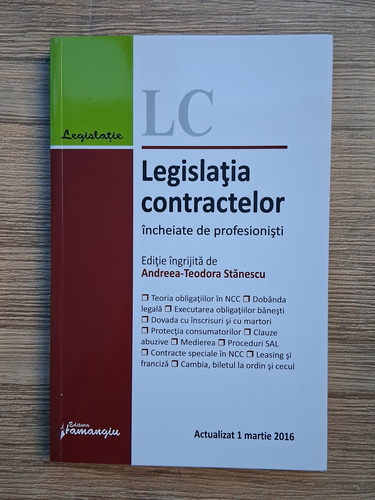 LC
Legislaţie
Legislaţia
contractelor
încheiate de profesionişti
Ediţie îngrijită de
Andreea-Teodora Stănescu
❒ Teoria obligaţiilor în NCC ❒ Dobânda
legală ❒ Executarea obligaţiilor băneşti
❒ Dovada cu înscrisuri şi cu martori
❒ Protecţia consumatorilor ❒ Clauze
abuzive ❒ Medierea ❒ Proceduri SAL
❒ Contracte speciale în NCC ❒ Leasing şi
franciză ❒ Cambia, biletul la ordin şi cecul
Editura
Hamangiu
Actualizat 1 martie 2016